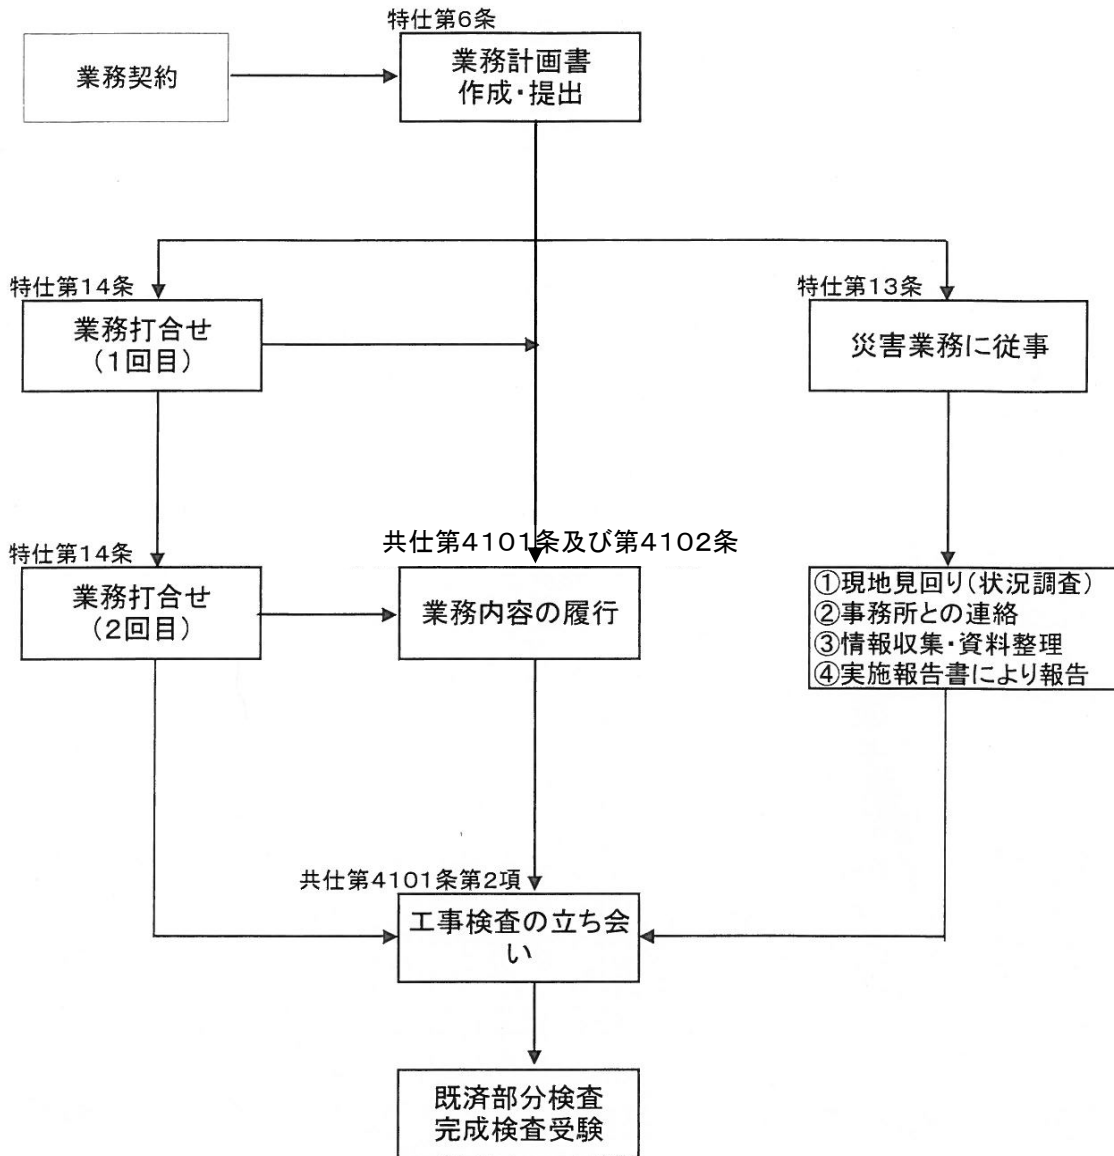 特仕第6条
業務契約
業務計画書
作成・提出
特仕第14条
業務打合せ
(1回目)
特仕第13条
災害業務に従事
共仕第4101条及び第4102条
特仕第14条
業務打合せ
(2回目)
業務内容の履行
①現地見回り(状況調査)
②事務所との連絡
③情報収集・資料整理
④実施報告書により報告
共仕第4101条第2項
工事検査の立ち会
い
既済部分検査
完成検査受験